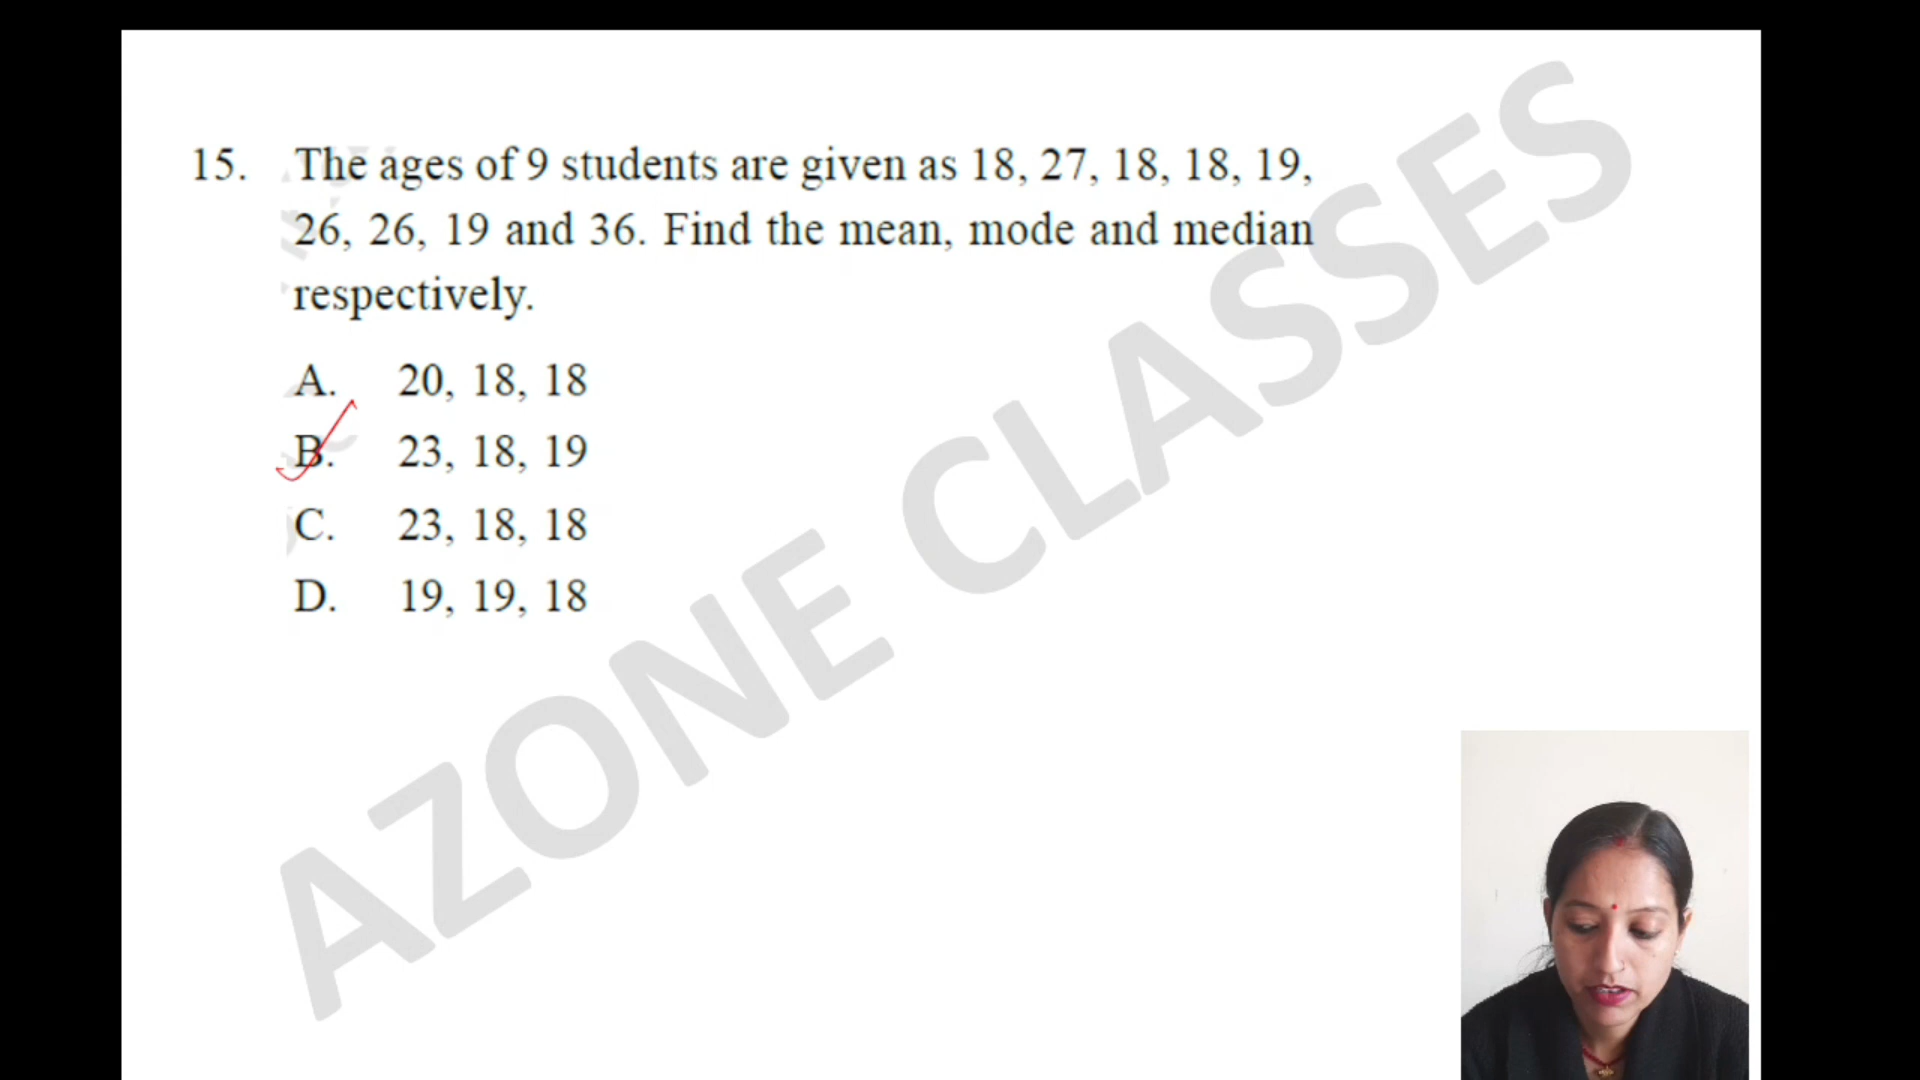 15. The ages of 9 students are given as 18, 27, 18, 18, 19,
26, 26, 19 and 36. Find the mean, mode and median
respectively.
A. 20, 18, 18
B. 23, 18, 19
C. 23, 18, 18
D. 19, 19, 18
AZONE CLASSES